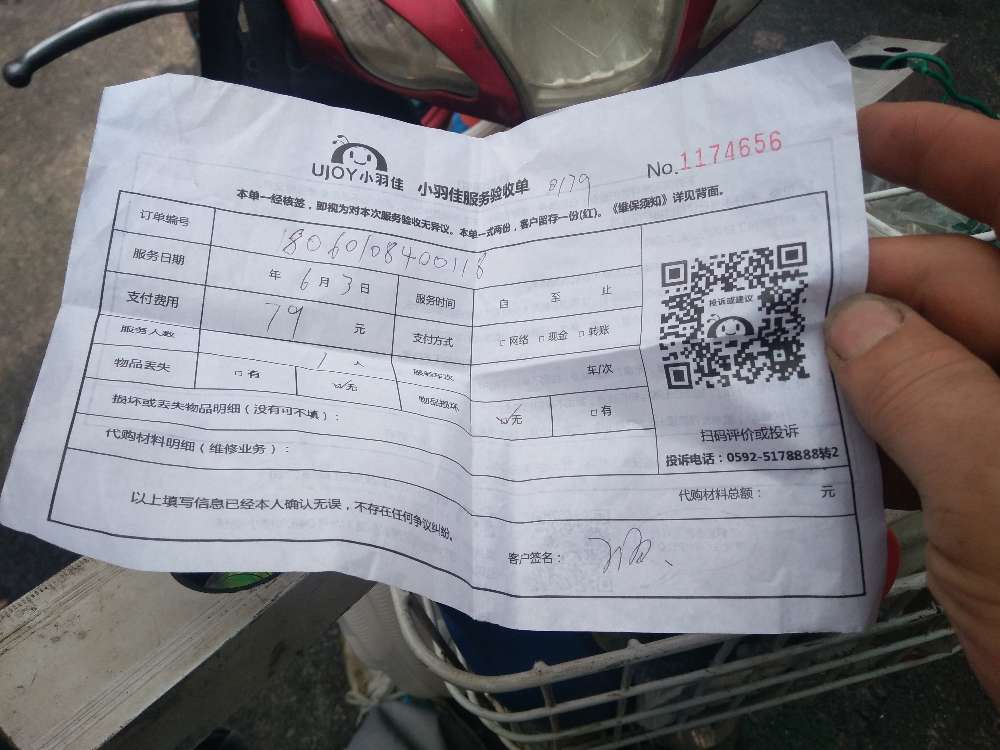 UJOY小羽佳 小羽佳服务验收单 8179 No.1174656
本单一经核签，即视为对本次服务验收无异议。本单一式两份，客户留存一份(红)。《维保须知》详见背面。
订单编号 18060108400118
服务日期 年 6 月 3 日 服务时间 自 至 止
支付费用 79 元 支付方式 □网络 □现金 □转账
服务人数 1 人 车/次
物品丢失 □有 ☑无 物品损坏 ☑无 □有
投诉或建议
扫码评价或投诉
投诉电话：0592-5178888转2
损坏或丢失物品明细（没有可不填）：
代购材料明细（维修业务）：
代购材料总额： 元
以上填写信息已经本人确认无误，不存在任何争议纠纷。
客户签名：